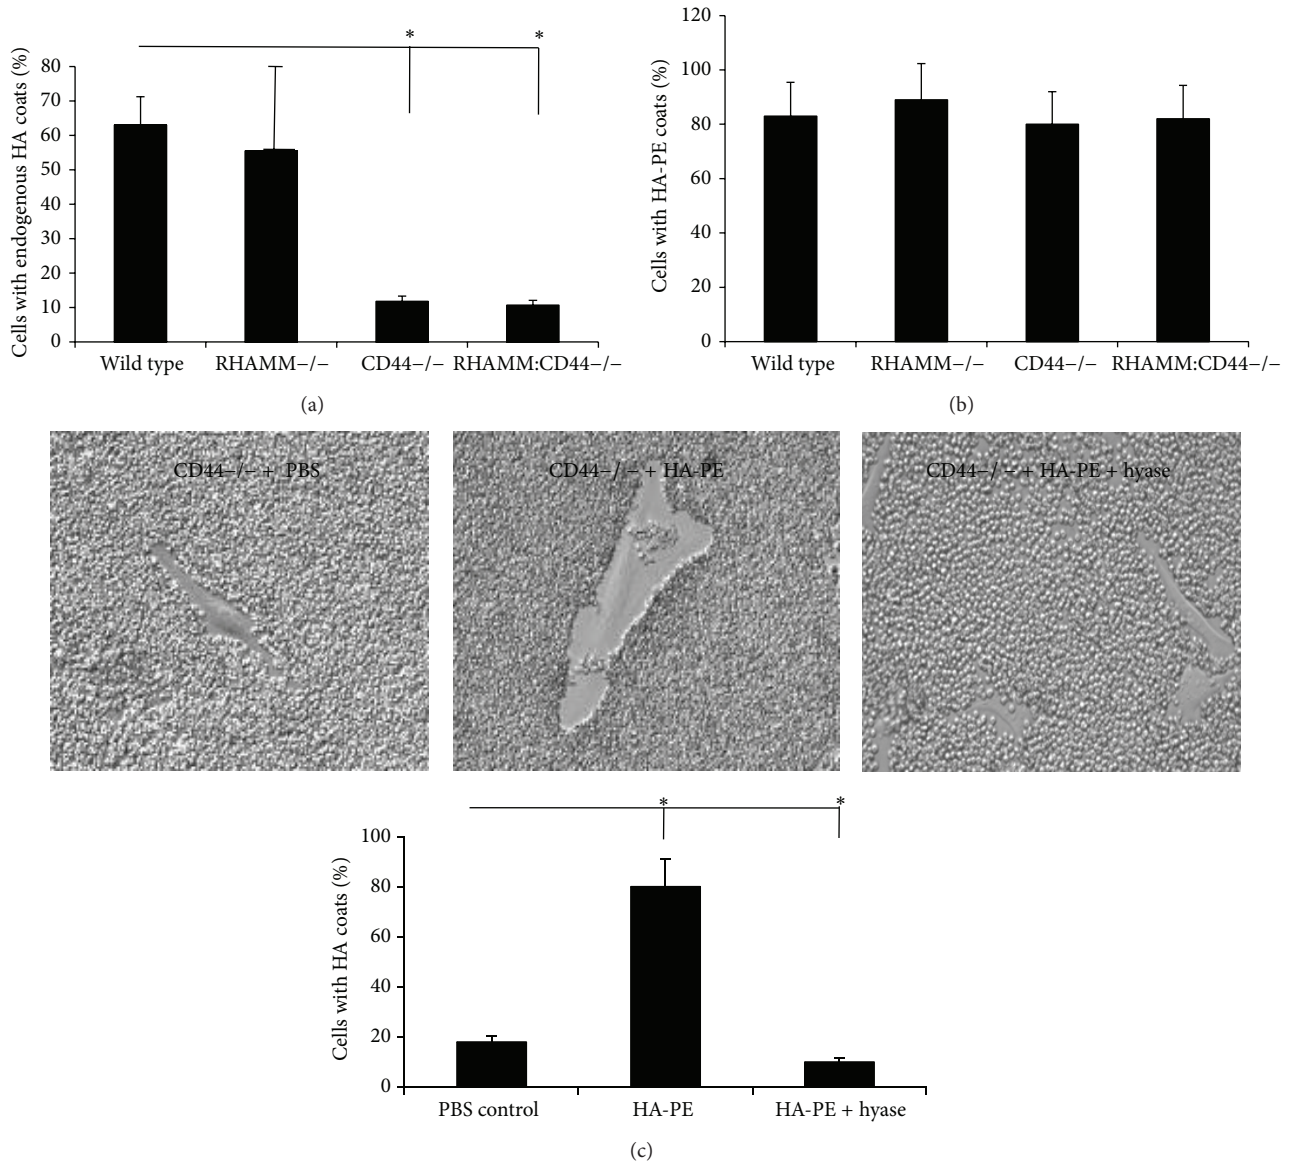 *
*
Cells with endogenous HA coats (%)
80
70
60
50
40
30
20
10
0
Wild type
RHAMM−/−
CD44−/−
RHAMM:CD44−/−
(a)
Cells with HA-PE coats (%)
120
100
80
60
40
20
0
Wild type
RHAMM−/−
CD44−/−
RHAMM:CD44−/−
(b)
CD44−/− + PBS
CD44−/− + HA-PE
CD44−/− + HA-PE + hyase
*
*
Cells with HA coats (%)
100
80
60
40
20
0
PBS control
HA-PE
HA-PE + hyase
(c)